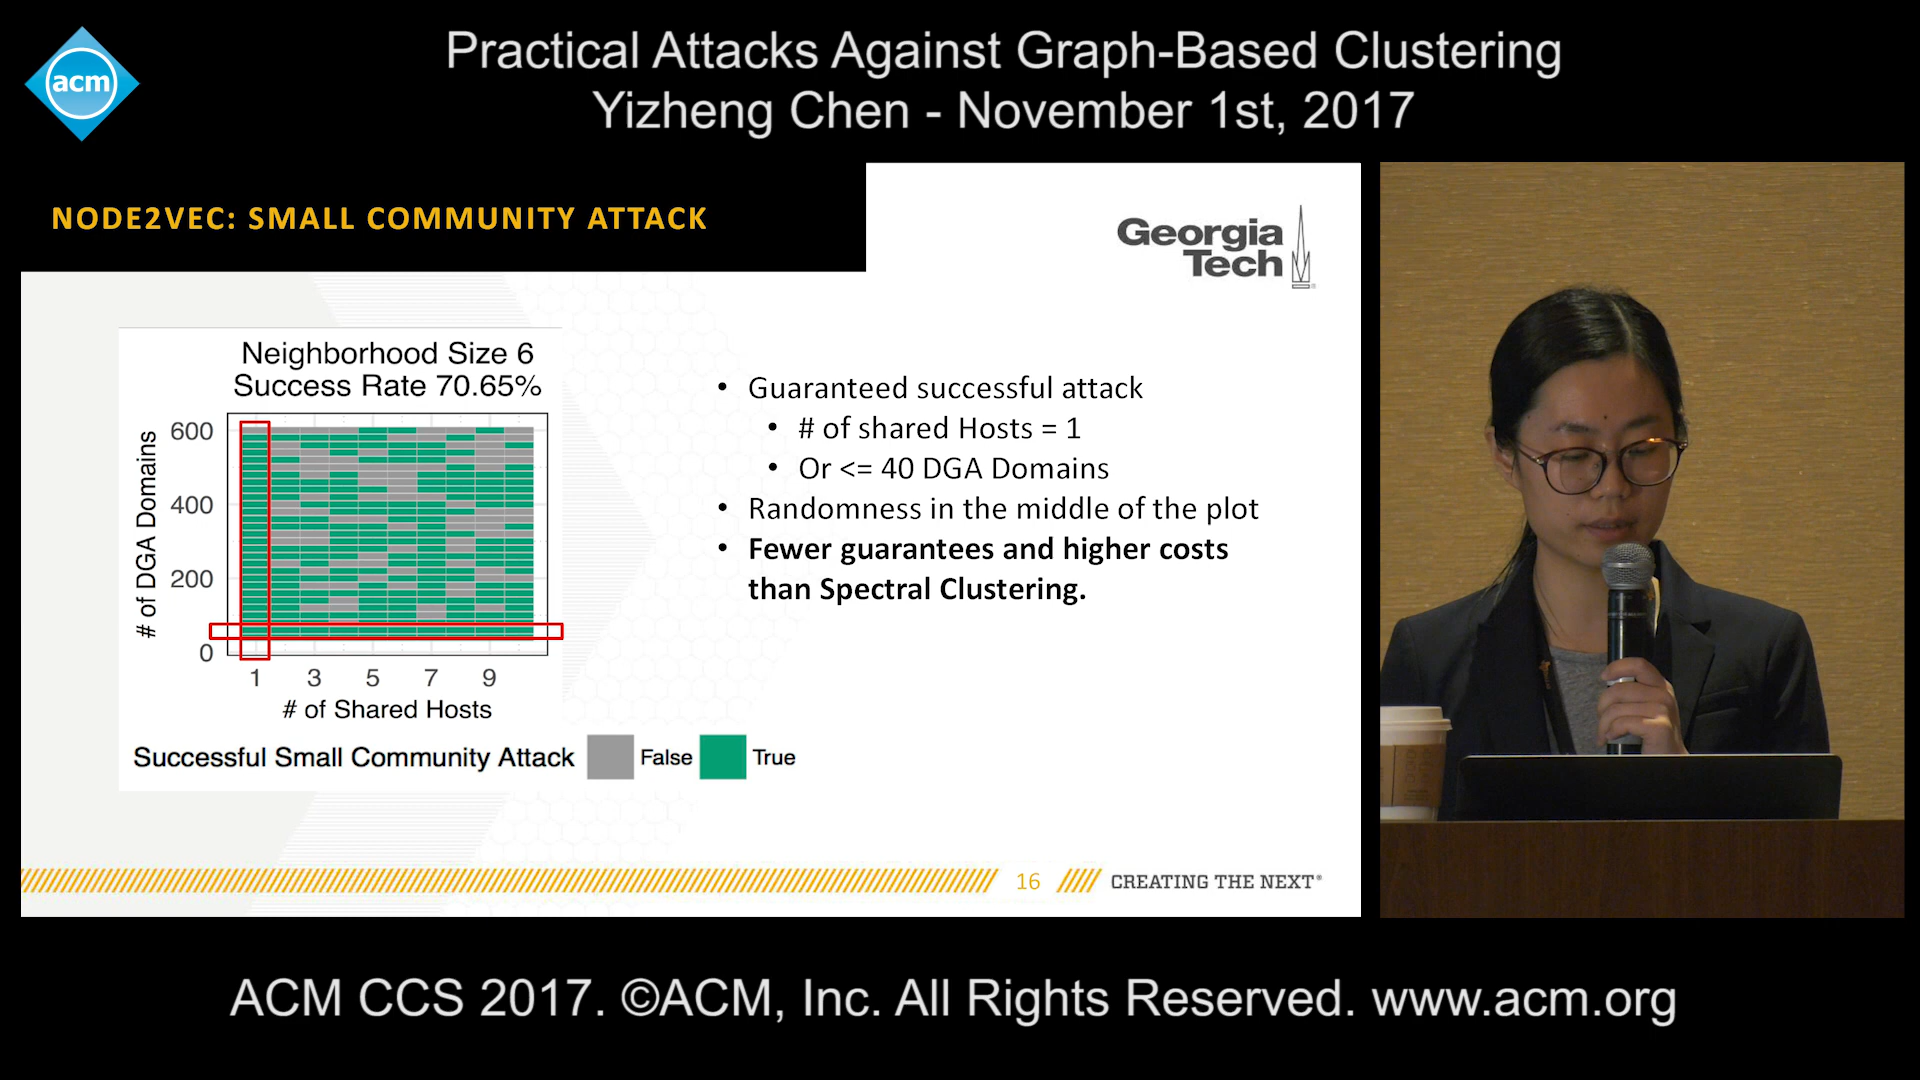 acm
Practical Attacks Against Graph-Based Clustering
Yizheng Chen - November 1st, 2017
NODE2VEC: SMALL COMMUNITY ATTACK
Georgia
Tech
Neighborhood Size 6
Success Rate 70.65%
# of DGA Domains
600
400
200
0
1 3 5 7 9
# of Shared Hosts
Successful Small Community Attack False True
• Guaranteed successful attack
• # of shared Hosts = 1
• Or <= 40 DGA Domains
• Randomness in the middle of the plot
• Fewer guarantees and higher costs
than Spectral Clustering.
16
CREATING THE NEXT®
ACM CCS 2017. ©ACM, Inc. All Rights Reserved. www.acm.org